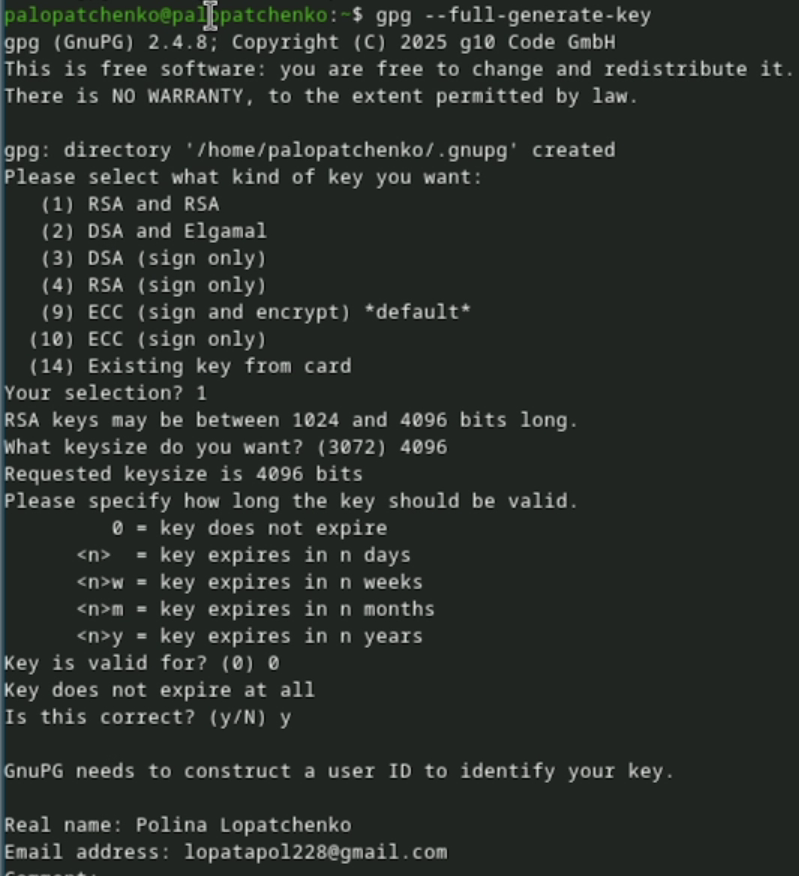 palopatchenko@palopatchenko:~$ gpg --full-generate-key
gpg (GnuPG) 2.4.8; Copyright (C) 2025 g10 Code GmbH
This is free software: you are free to change and redistribute it.
There is NO WARRANTY, to the extent permitted by law.

gpg: directory '/home/palopatchenko/.gnupg' created
Please select what kind of key you want:
   (1) RSA and RSA
   (2) DSA and Elgamal
   (3) DSA (sign only)
   (4) RSA (sign only)
   (9) ECC (sign and encrypt) *default*
  (10) ECC (sign only)
  (14) Existing key from card
Your selection? 1
RSA keys may be between 1024 and 4096 bits long.
What keysize do you want? (3072) 4096
Requested keysize is 4096 bits
Please specify how long the key should be valid.
         0 = key does not expire
      <n>  = key expires in n days
      <n>w = key expires in n weeks
      <n>m = key expires in n months
      <n>y = key expires in n years
Key is valid for? (0) 0
Key does not expire at all
Is this correct? (y/N) y

GnuPG needs to construct a user ID to identify your key.

Real name: Polina Lopatchenko
Email address: lopatapol228@gmail.com